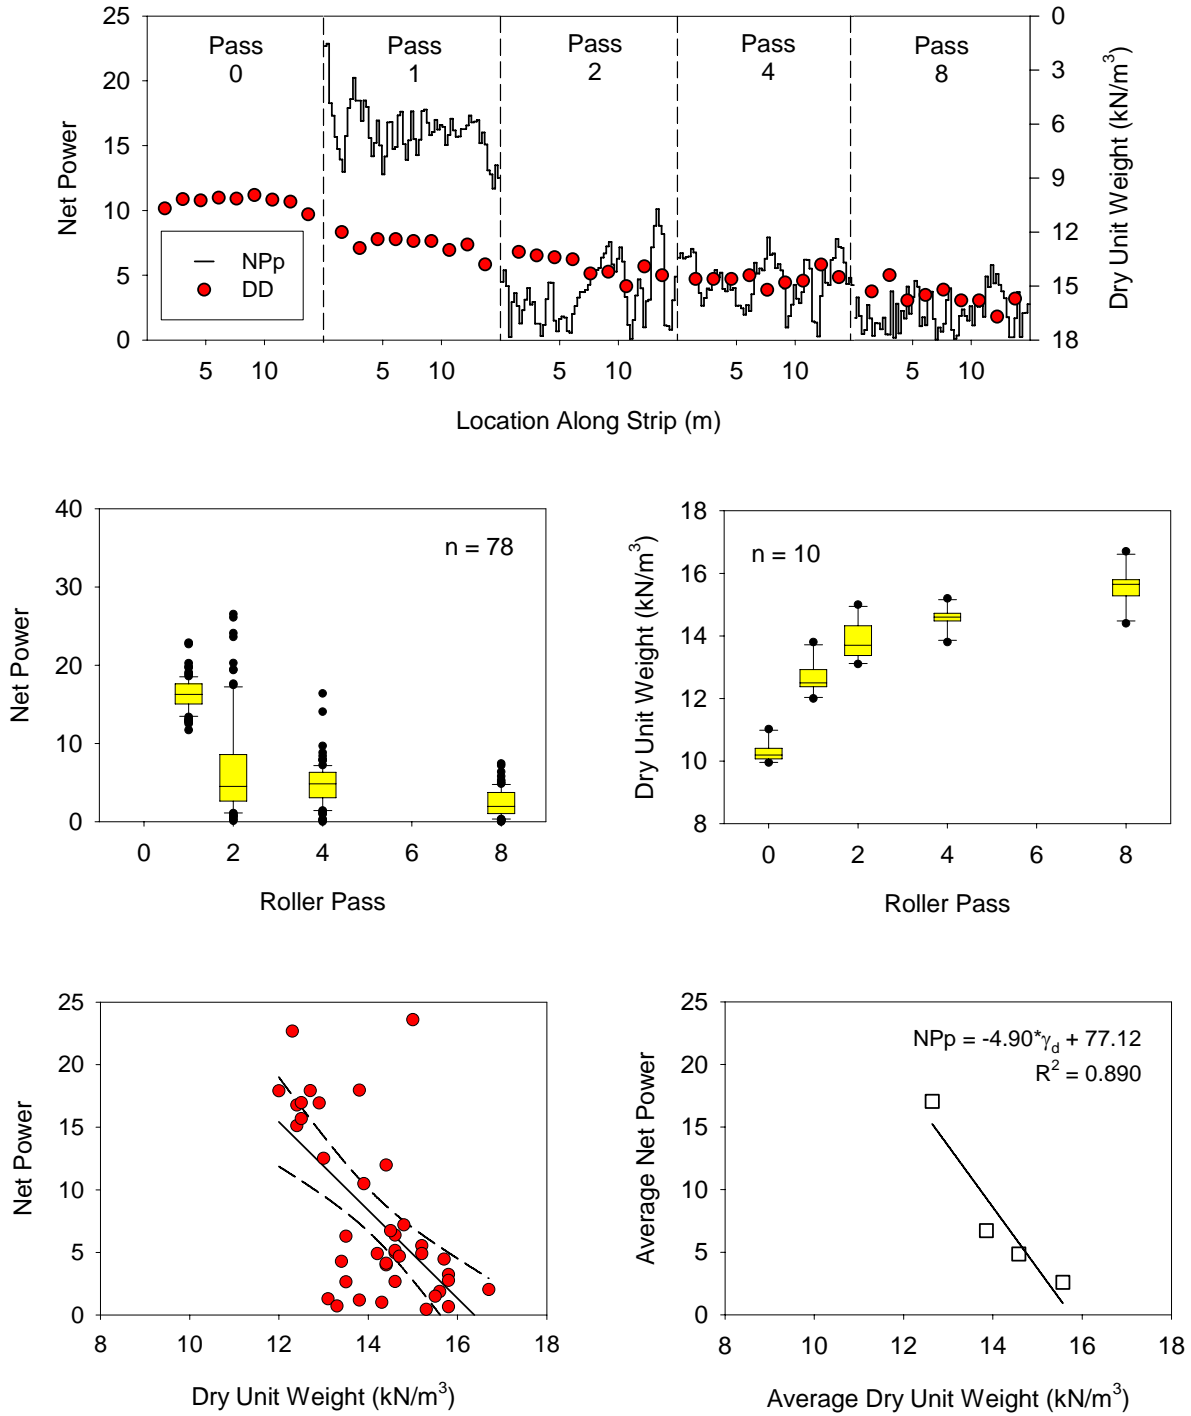 25
20
15
10
5
0
Net Power
Pass
0
Pass
1
Pass
2
Pass
4
Pass
8
0
3
6
9
12
15
18
Dry Unit Weight (kN/m³)
NPp
DD
5 10 5 10 5 10 5 10 5 10
Location Along Strip (m)
40
30
20
10
0
Net Power
n = 78
0 2 4 6 8
Roller Pass
18
16
14
12
10
8
Dry Unit Weight (kN/m³)
n = 10
0 2 4 6 8
Roller Pass
25
20
15
10
5
0
Net Power
8 10 12 14 16 18
Dry Unit Weight (kN/m³)
25
20
15
10
5
0
Average Net Power
NPp = -4.90*γd + 77.12
R² = 0.890
8 10 12 14 16 18
Average Dry Unit Weight (kN/m³)